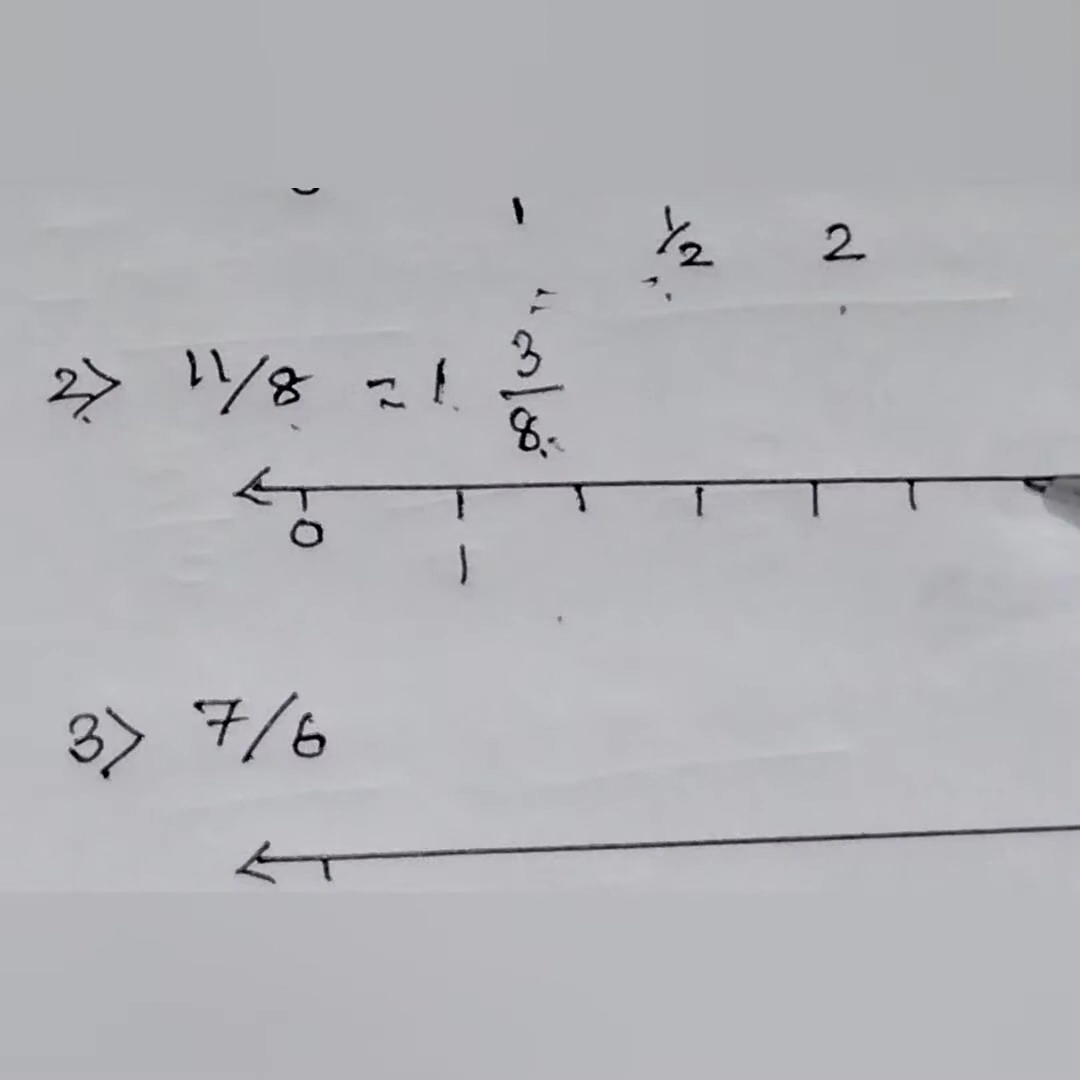 1 1/2 2
2> 11/8 = 1 3/8
0
1
3> 7/6